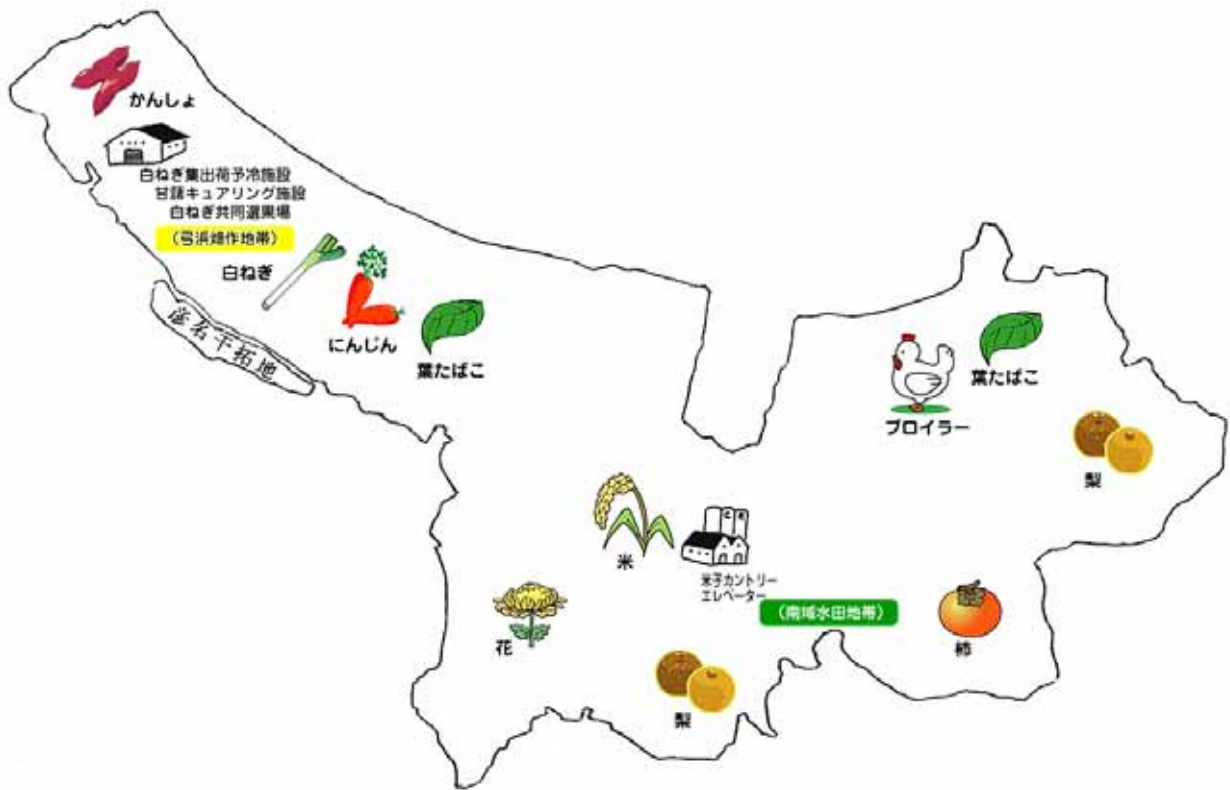 かんしょ
白ねぎ集出荷予冷施設
甘藷キュアリング施設
白ねぎ共同選果場
(弓浜畑作地帯)
白ねぎ
にんじん
葉たばこ
彦名干拓地
ブロイラー
葉たばこ
梨
米
米子カントリー
エレベーター
(南域水田地帯)
花
梨
柿